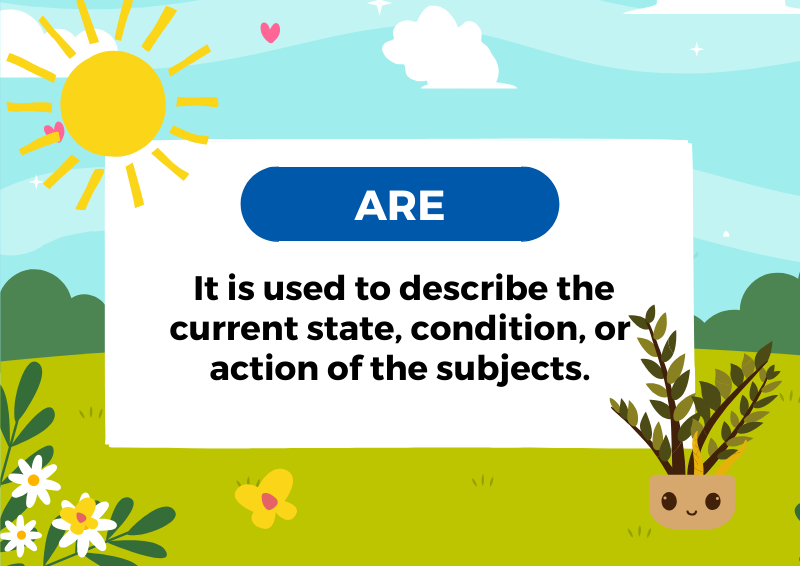 ARE
It is used to describe the
current state, condition, or
action of the subjects.